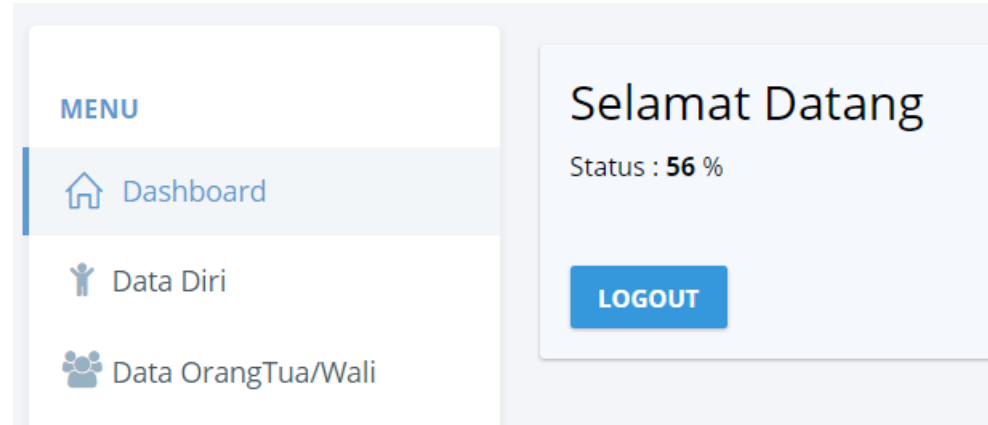 MENU
Dashboard
Data Diri
Data OrangTua/Wali
Selamat Datang
Status : 56 %
LOGOUT